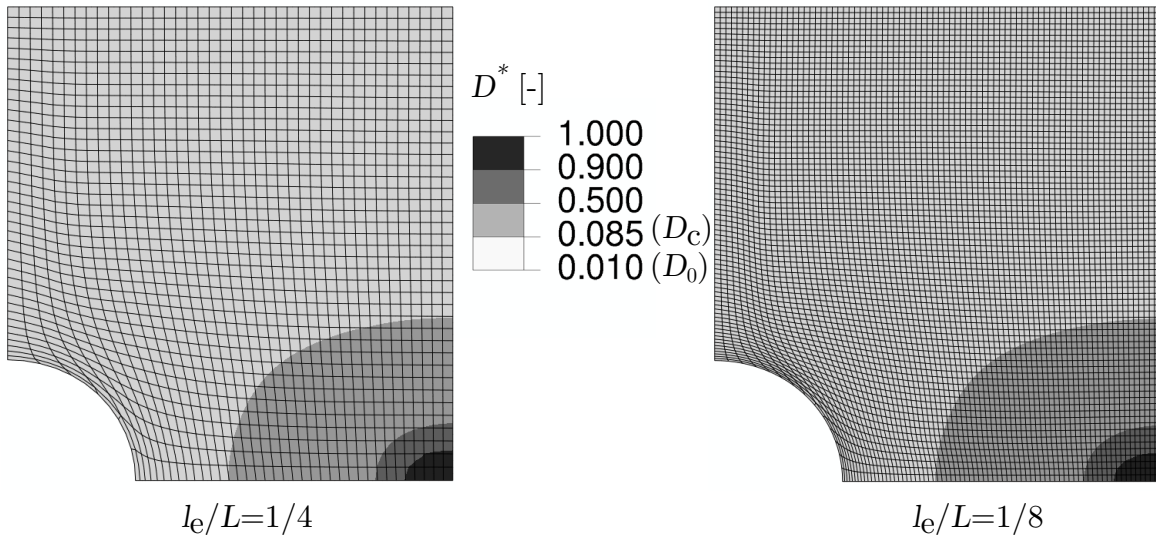 D* [-]
1.000
0.900
0.500
0.085 (Dc)
0.010 (D₀)
le/L=1/4
le/L=1/8